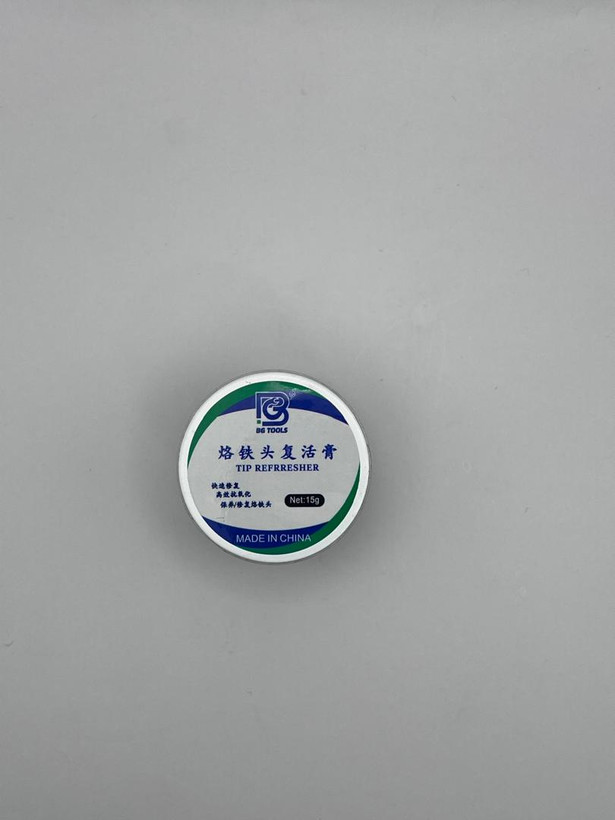 BG TOOLS
烙铁头复活膏
TIP REFRRESHER
快速修复
高效抗氧化
保养/修复烙铁头
Net:15g
MADE IN CHINA